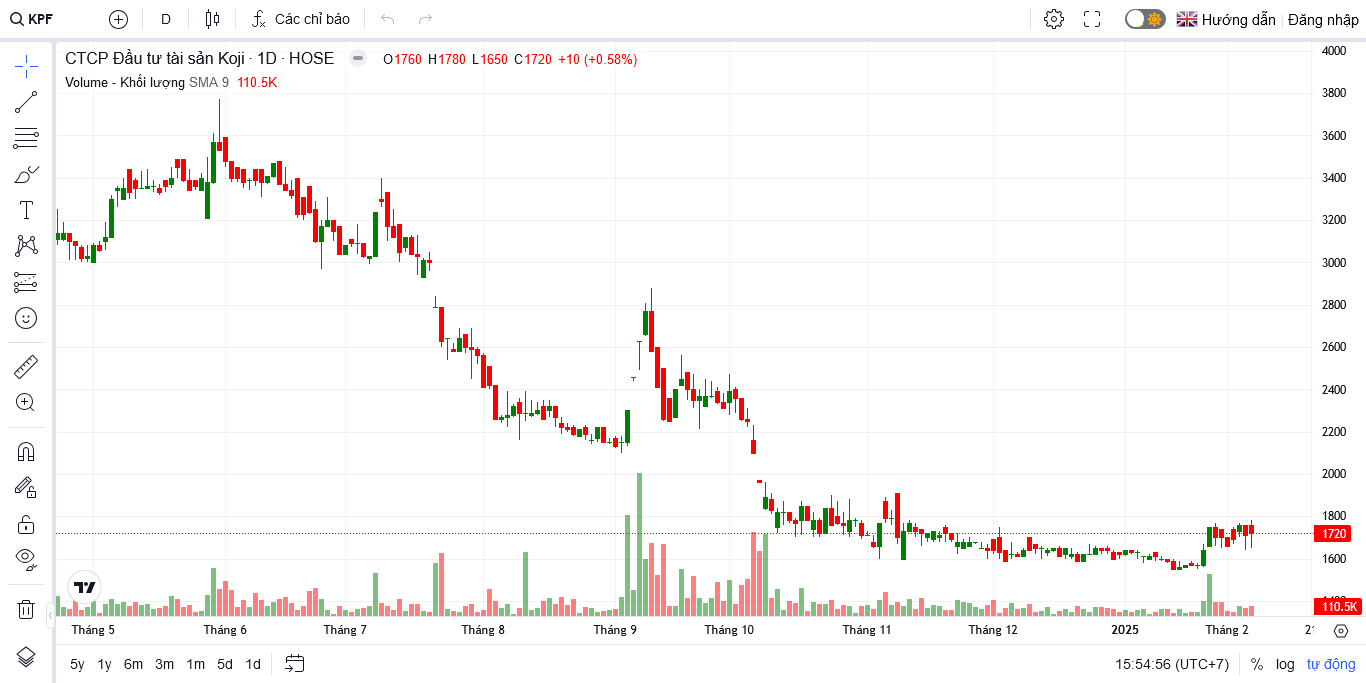 KPF D Các chỉ báo Hướng dẫn Đăng nhập
CTCP Đầu tư tài sản Koji · 1D · HOSE O1760 H1780 L1650 C1720 +10 (+0.58%)
Volume - Khối lượng SMA 9 110.5K
4000
3800
3600
3400
3200
3000
2800
2600
2400
2200
2000
1800
1720
1600
110.5K
Tháng 5 Tháng 6 Tháng 7 Tháng 8 Tháng 9 Tháng 10 Tháng 11 Tháng 12 2025 Tháng 2
5y 1y 6m 3m 1m 5d 1d 15:54:56 (UTC+7) % log tự động